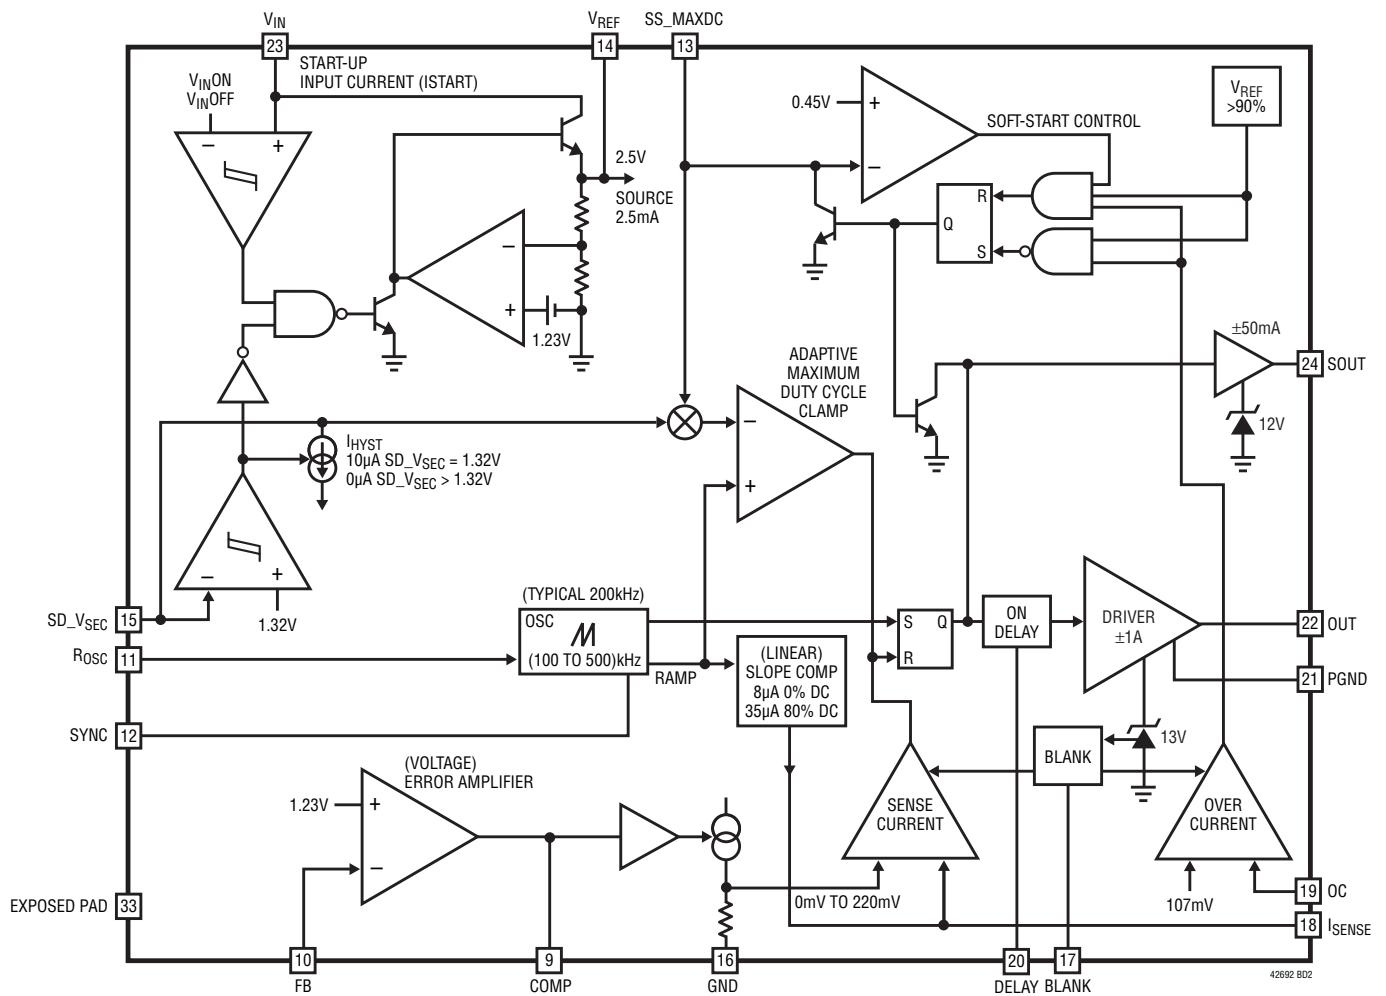 VIN
23
VREF
14
SS_MAXDC
13
START-UP
INPUT CURRENT (ISTART)
VINON
VINOFF
–
+
2.5V
SOURCE
2.5mA
–
+
1.23V
0.45V
+
–
SOFT-START CONTROL
VREF
>90%
R
Q
S
±50mA
24
SOUT
12V
ADAPTIVE
MAXIMUM
DUTY CYCLE
CLAMP
–
+
IHYST
10µA SD_VSEC = 1.32V
0µA SD_VSEC > 1.32V
–
+
1.32V
SD_VSEC
15
ROSC
11
SYNC
12
(TYPICAL 200kHz)
OSC
(100 TO 500)kHz
RAMP
(LINEAR)
SLOPE COMP
8µA 0% DC
35µA 80% DC
S
Q
R
ON
DELAY
DRIVER
±1A
22
OUT
21
PGND
13V
BLANK
SENSE
CURRENT
OVER
CURRENT
107mV
19
OC
18
ISENSE
(VOLTAGE)
ERROR AMPLIFIER
1.23V
+
–
0mV TO 220mV
EXPOSED PAD
33
10
FB
9
COMP
16
GND
20
DELAY
17
BLANK
42692 BD2